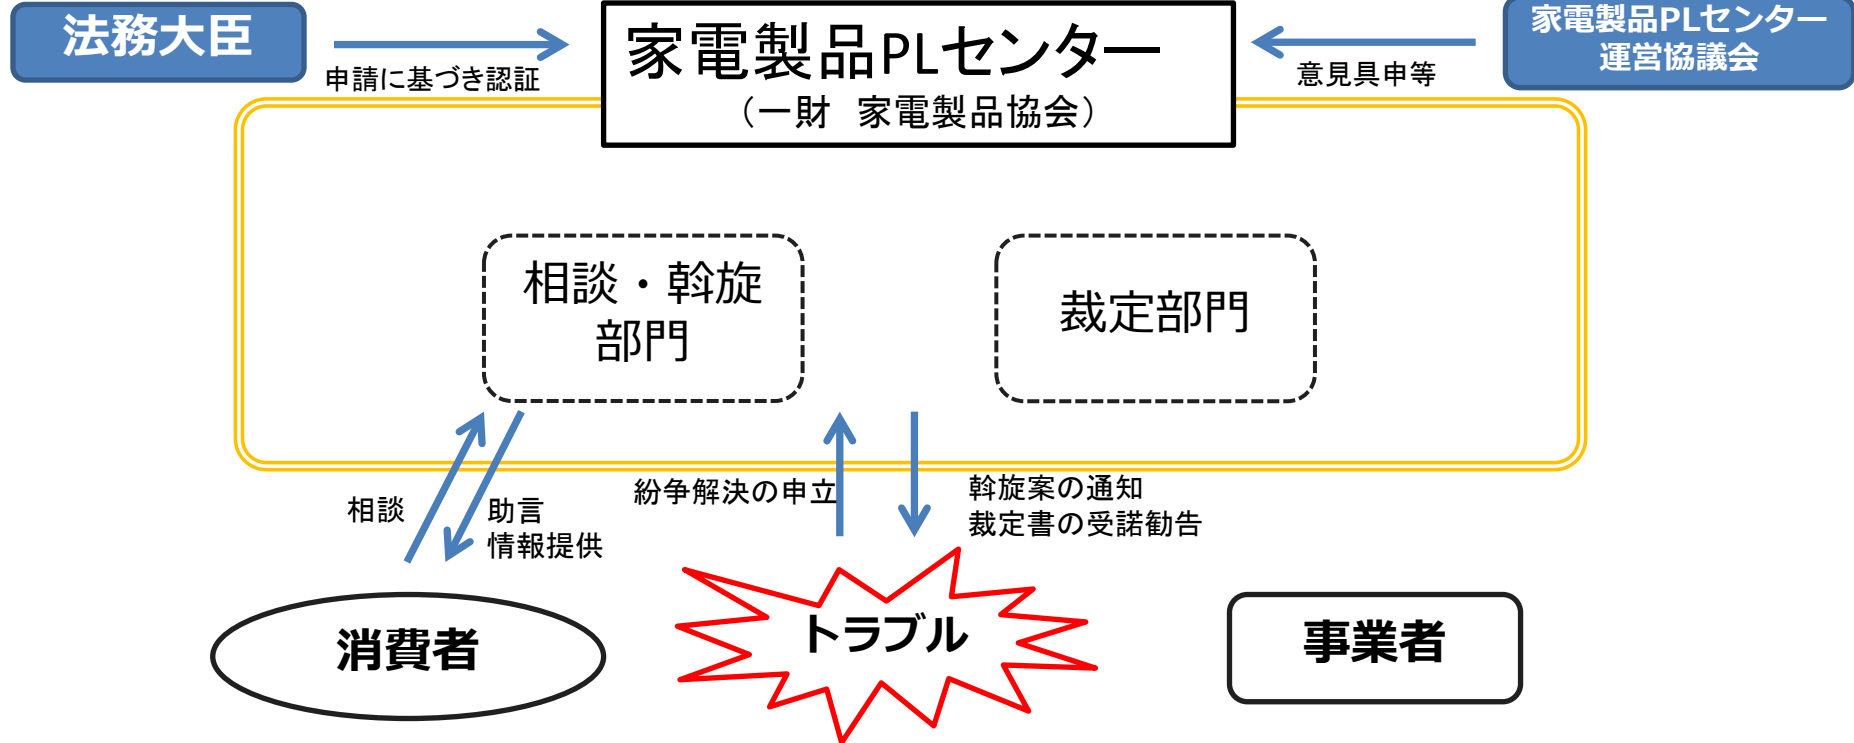 法務大臣
申請に基づき認証
家電製品PLセンター
（一財　家電製品協会）
意見具申等
家電製品PLセンター
運営協議会
相談・斡旋
部門
裁定部門
相談
助言
情報提供
紛争解決の申立
斡旋案の通知
裁定書の受諾勧告
消費者
トラブル
事業者